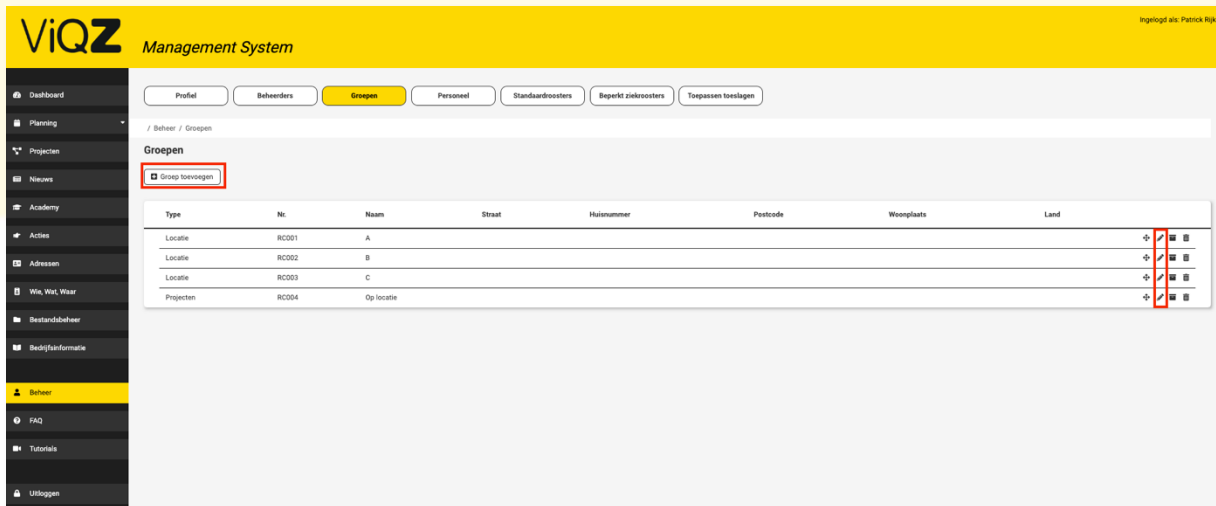 ViQZ Management System
Ingelogd als: Patrick Rijk
Dashboard
Planning
Projecten
Nieuws
Academy
Acties
Adressen
Wie, Wat, Waar
Bestandsbeheer
Bedrijfsinformatie
Beheer
FAQ
Tutorials
Uitloggen
Profiel Beheerders Groepen Personeel Standaardroosters Beperkt ziekroosters Toepassen toeslagen
/ Beheer / Groepen
Groepen
Groep toevoegen
Type Nr. Naam Straat Huisnummer Postcode Woonplaats Land
Locatie RC001 A
Locatie RC002 B
Locatie RC003 C
Projecten RC004 Op locatie